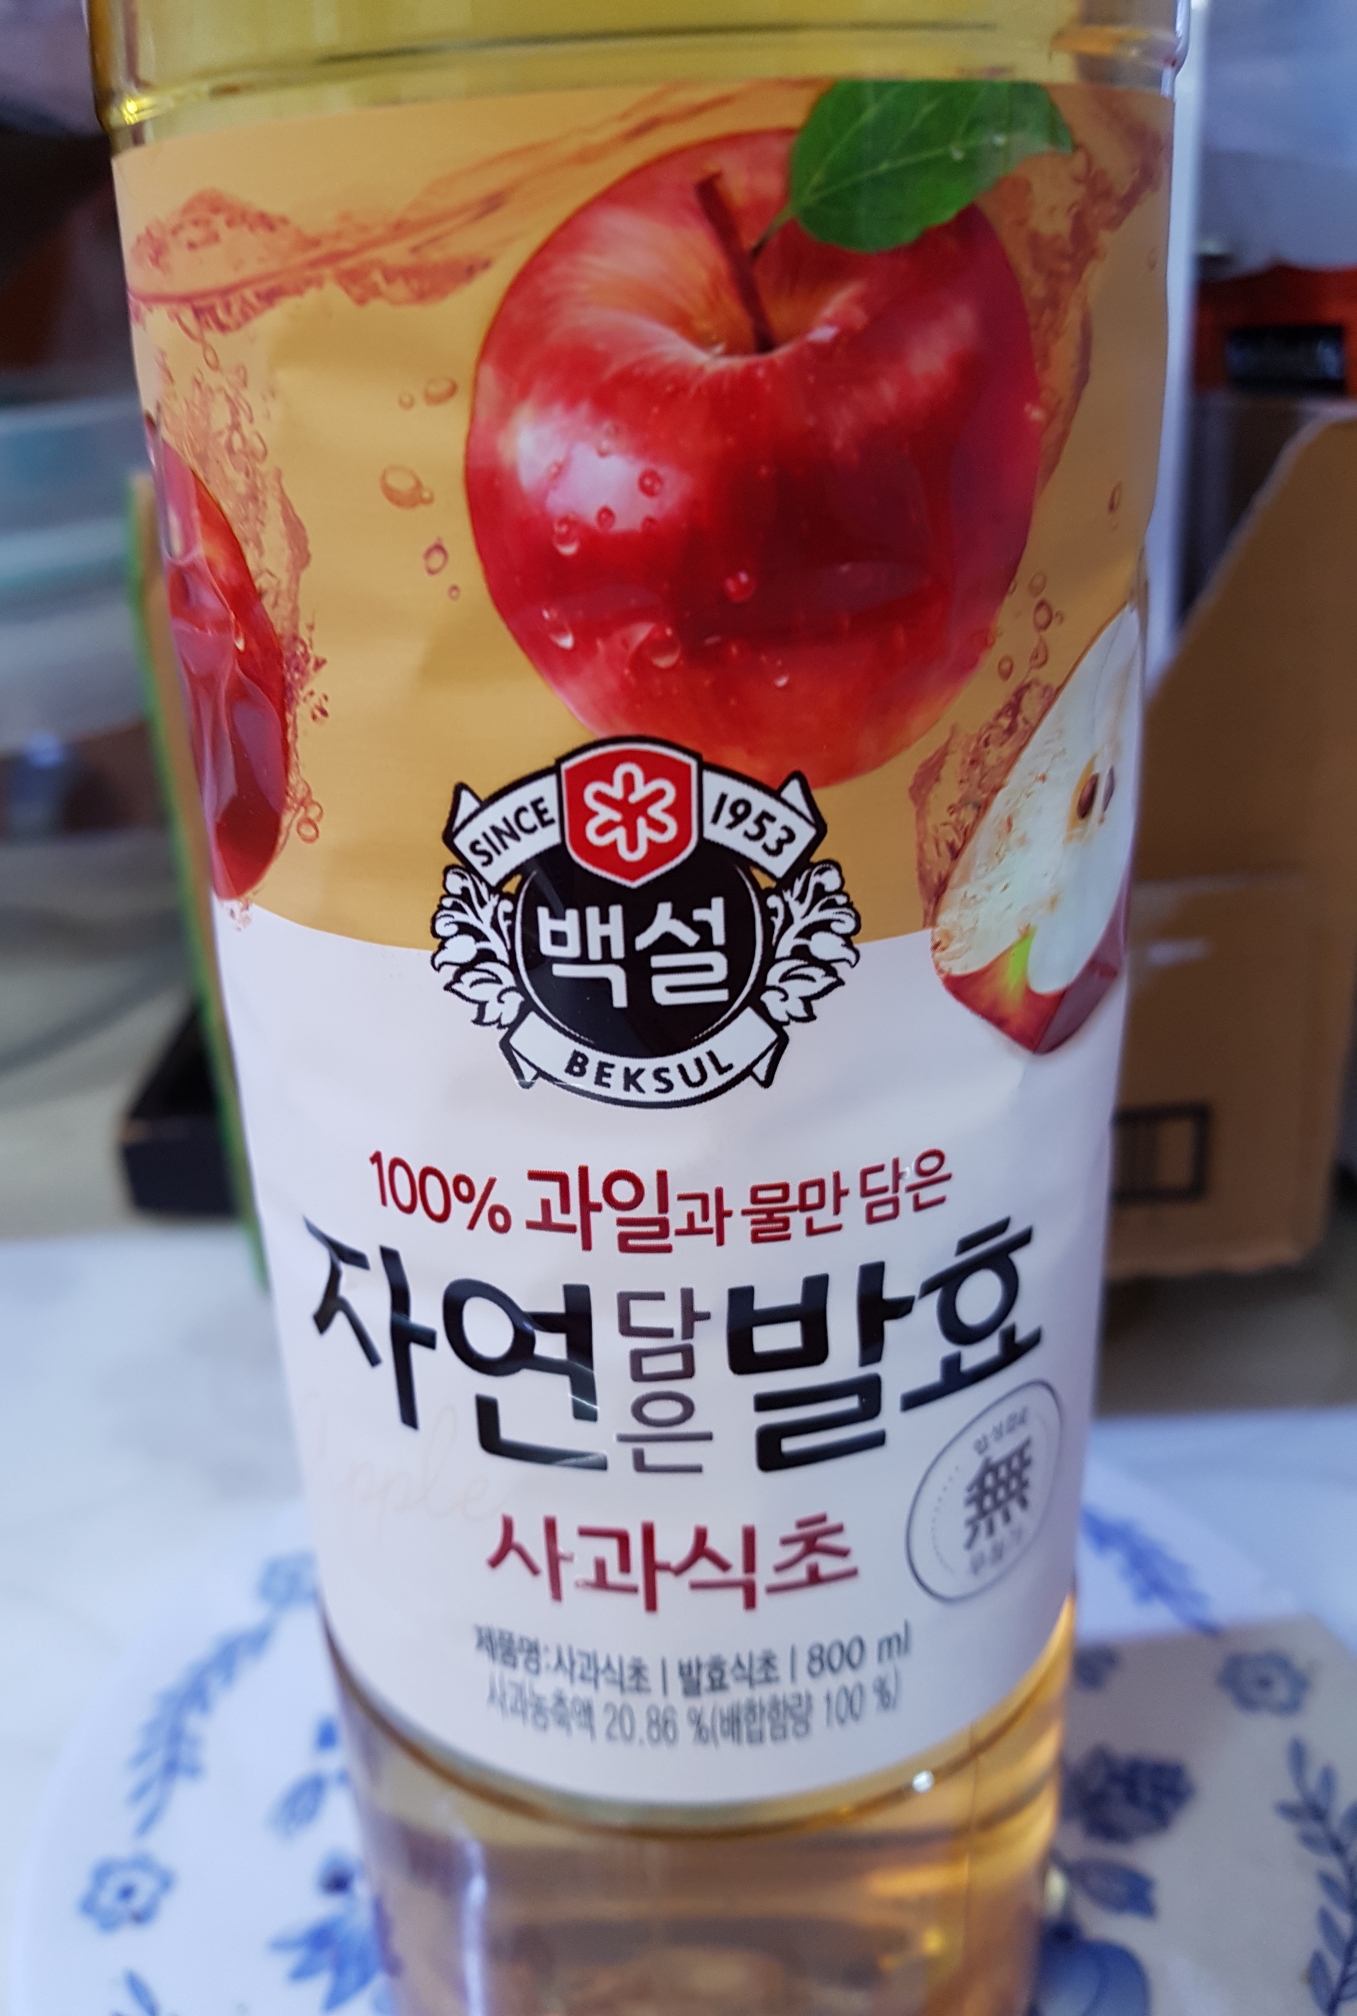 SINCE 1953
백설
BEKSUL
100% 과일과 물만 담은
자연담은발효
無
사과식초
제품명:사과식초 | 발효식초 | 800 ml
사과농축액 20.86 %(배합함량 100 %)